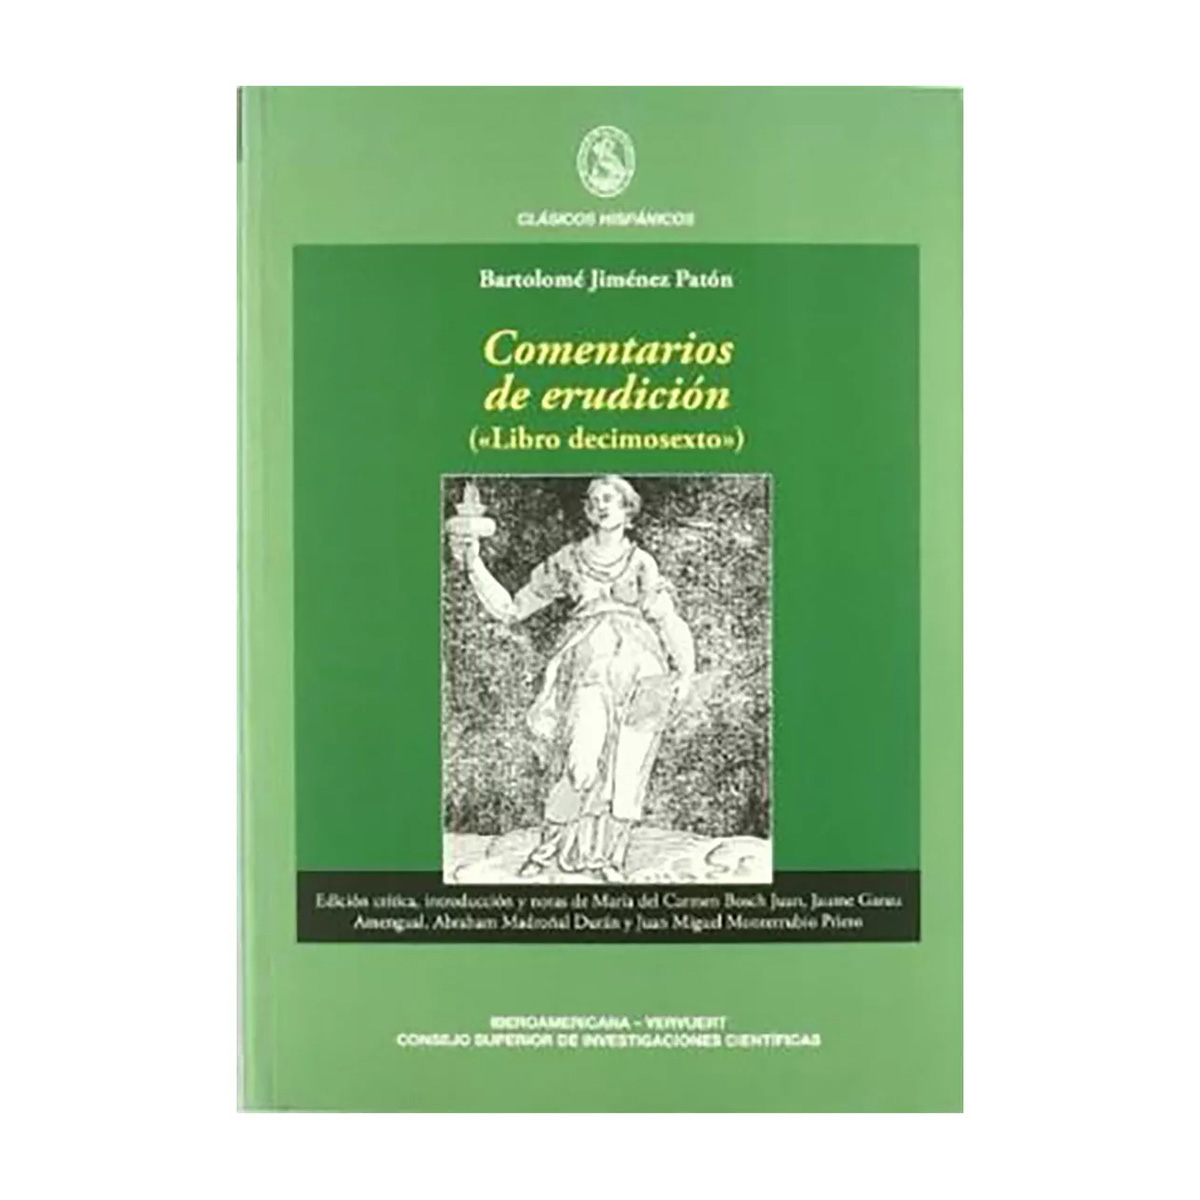 CLÁSICOS HISPÁNICOS
Bartolomé Jiménez Patón
Comentarios
de erudición
(«Libro decimosexto»)
Edición crítica, introducción y notas de María del Carmen Bosch Juan, Jaume Garau
Amengual, Abraham Madroñal Durán y Juan Miguel Monterrubio Prieto
IBEROAMERICANA – VERVUERT
CONSEJO SUPERIOR DE INVESTIGACIONES CIENTÍFICAS